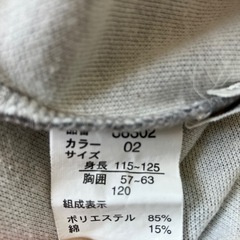 カラー 02
サイズ
身長 115~125
胸囲 57-63
120
組成表示
ポリエステル 85%
綿 15%